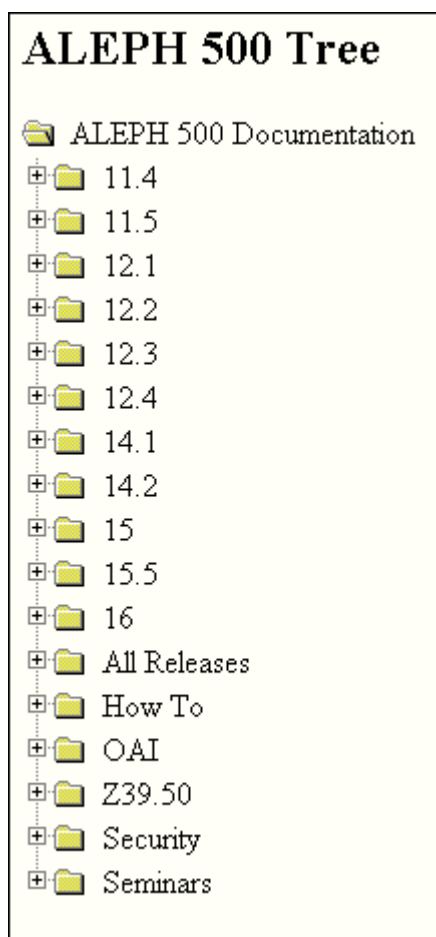 ALEPH 500 Tree
ALEPH 500 Documentation
11.4
11.5
12.1
12.2
12.3
12.4
14.1
14.2
15
15.5
16
All Releases
How To
OAI
Z39.50
Security
Seminars